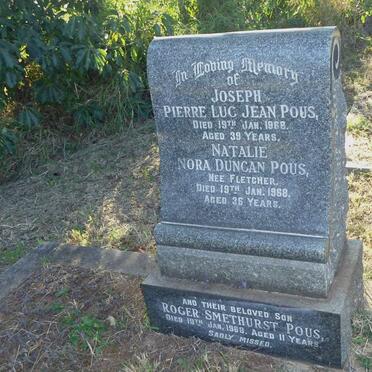 In Loving Memory
of
JOSEPH
PIERRE LUC JEAN POUS,
DIED 19TH JAN. 1968.
AGED 39 YEARS.
NATALIE
NORA DUNCAN POUS,
NEE FLETCHER.
DIED 19TH JAN. 1968.
AGED 36 YEARS.
AND THEIR BELOVED SON
ROGER SMETHURST POUS,
DIED 19TH JAN. 1968, AGED 11 YEARS.
SADLY MISSED.